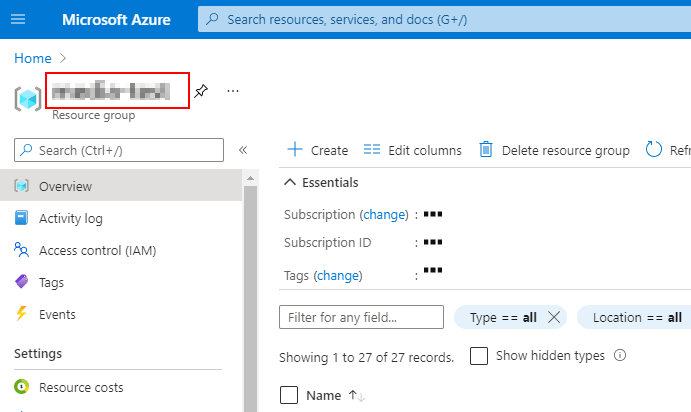 Microsoft Azure
Search resources, services, and docs (G+/)
Home
...
Resource group
Search (Ctrl+/)
Overview
Activity log
Access control (IAM)
Tags
Events
Settings
Resource costs
Create
Edit columns
Delete resource group
Refr
Essentials
Subscription (change) :
Subscription ID :
Tags (change) :
Filter for any field...
Type == all
Location == all
Showing 1 to 27 of 27 records.
Show hidden types
Name